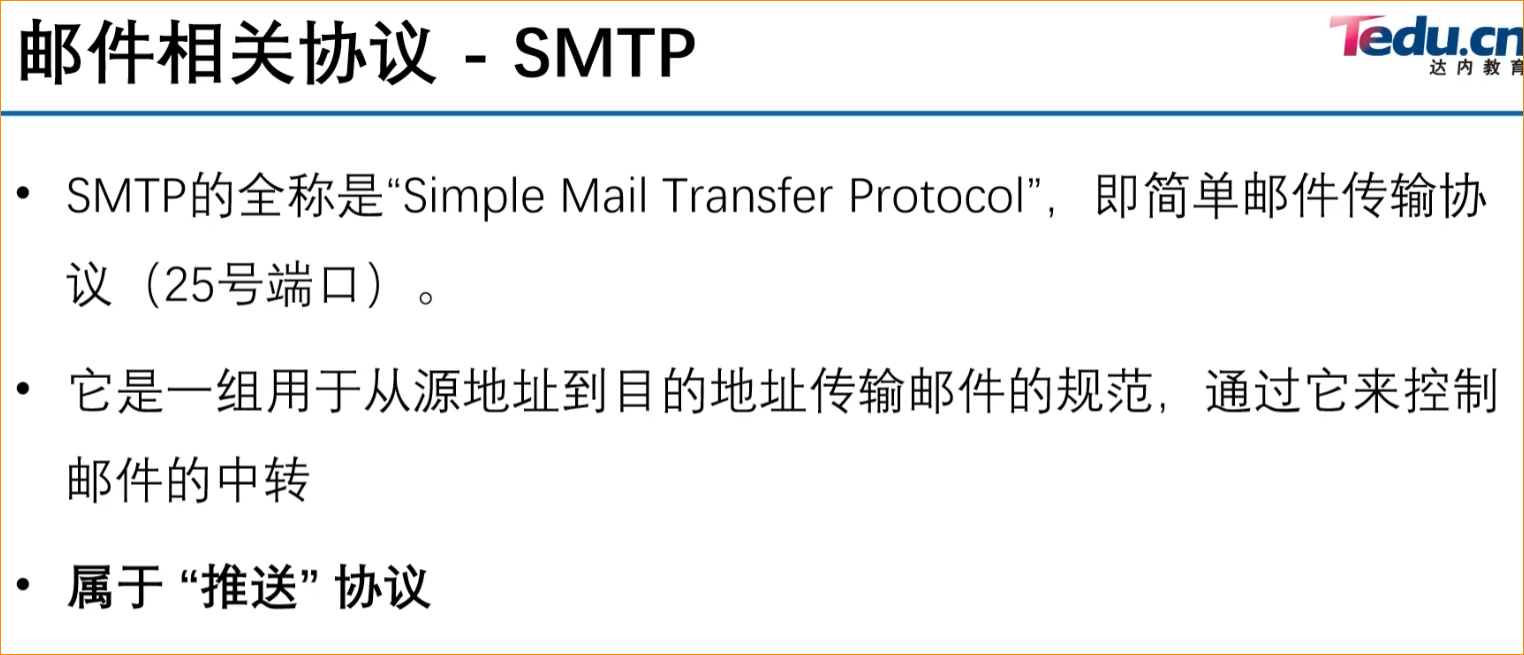 邮件相关协议 - SMTP
Tedu.cn
达内教育
• SMTP的全称是“Simple Mail Transfer Protocol”，即简单邮件传输协
议（25号端口）。
• 它是一组用于从源地址到目的地址传输邮件的规范，通过它来控制
邮件的中转
• 属于 “推送” 协议